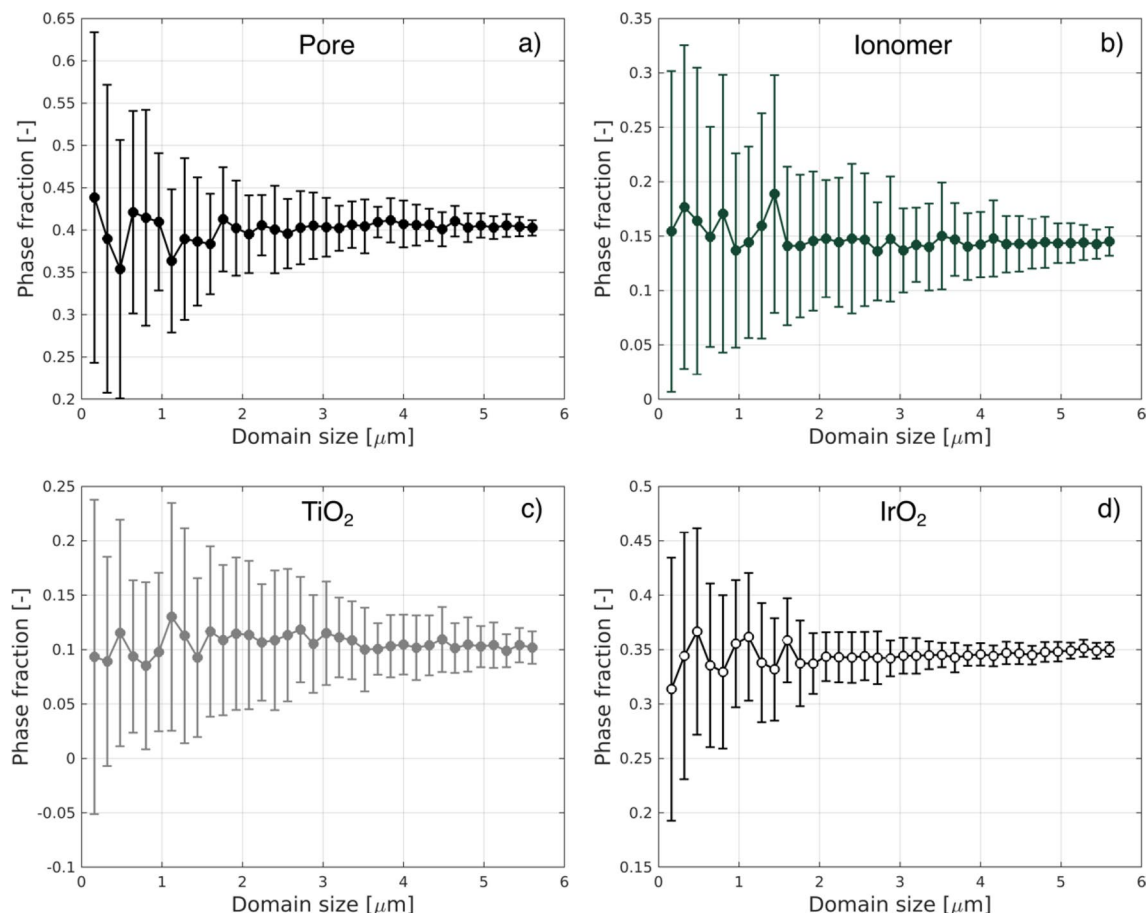 Pore
a)
0.65
0.6
0.55
0.5
0.45
0.4
0.35
0.3
0.25
0.2
Phase fraction [-]
0 1 2 3 4 5 6
Domain size [μm]
Ionomer
b)
0.35
0.3
0.25
0.2
0.15
0.1
0.05
0
Phase fraction [-]
0 1 2 3 4 5 6
Domain size [μm]
TiO₂
c)
0.25
0.2
0.15
0.1
0.05
0
-0.05
-0.1
Phase fraction [-]
0 1 2 3 4 5 6
Domain size [μm]
IrO₂
d)
0.5
0.45
0.4
0.35
0.3
0.25
0.2
0.15
Phase fraction [-]
0 1 2 3 4 5 6
Domain size [μm]